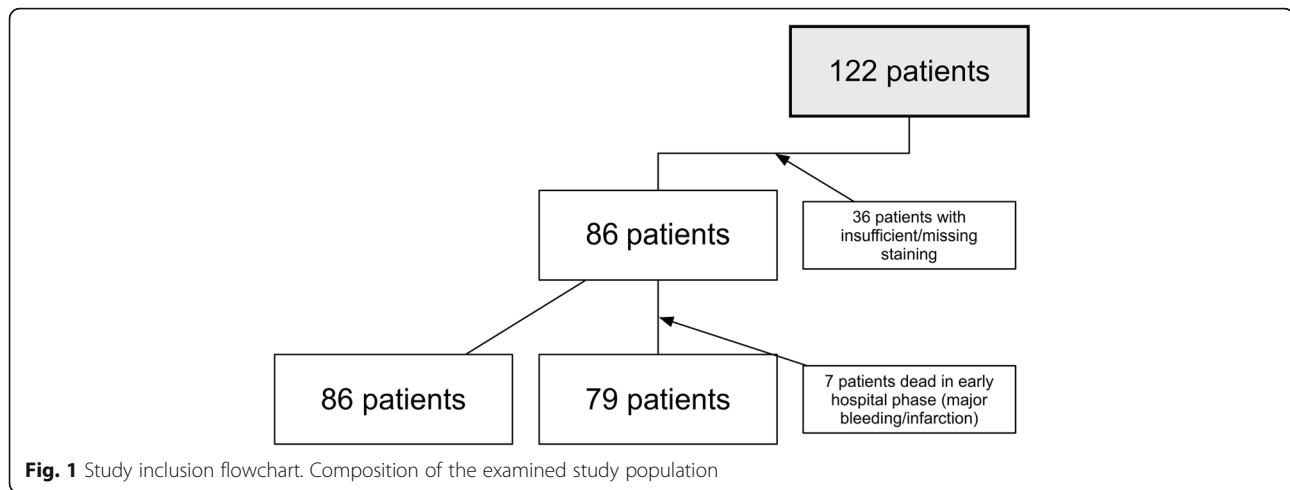 122 patients
36 patients with
insufficient/missing
staining
86 patients
86 patients
79 patients
7 patients dead in early
hospital phase (major
bleeding/infarction)
Fig. 1 Study inclusion flowchart. Composition of the examined study population